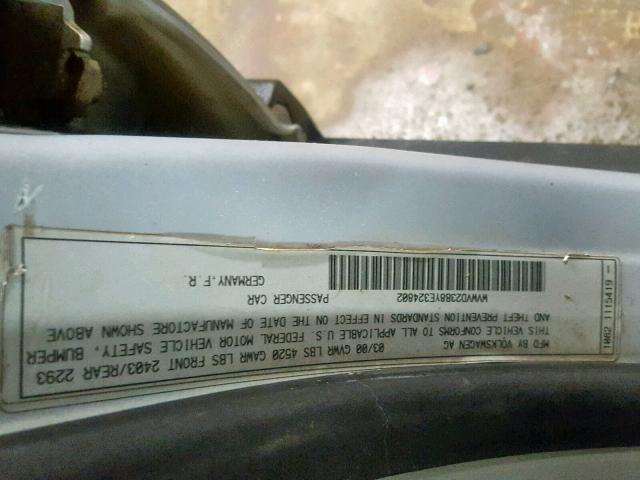 MFD BY VOLKSWAGEN AG
03/00 GVWR LBS 4520 GAWR LBS FRONT 2403/REAR 2293
THIS VEHICLE CONFORMS TO ALL APPLICABLE U.S. FEDERAL MOTOR VEHICLE SAFETY, BUMPER
AND THEFT PREVENTION STANDARDS IN EFFECT ON THE DATE OF MANUFACTURE SHOWN ABOVE
WVWVD23B8YE324802
PASSENGER CAR
GERMANY,F.R.
1062 1115419 -